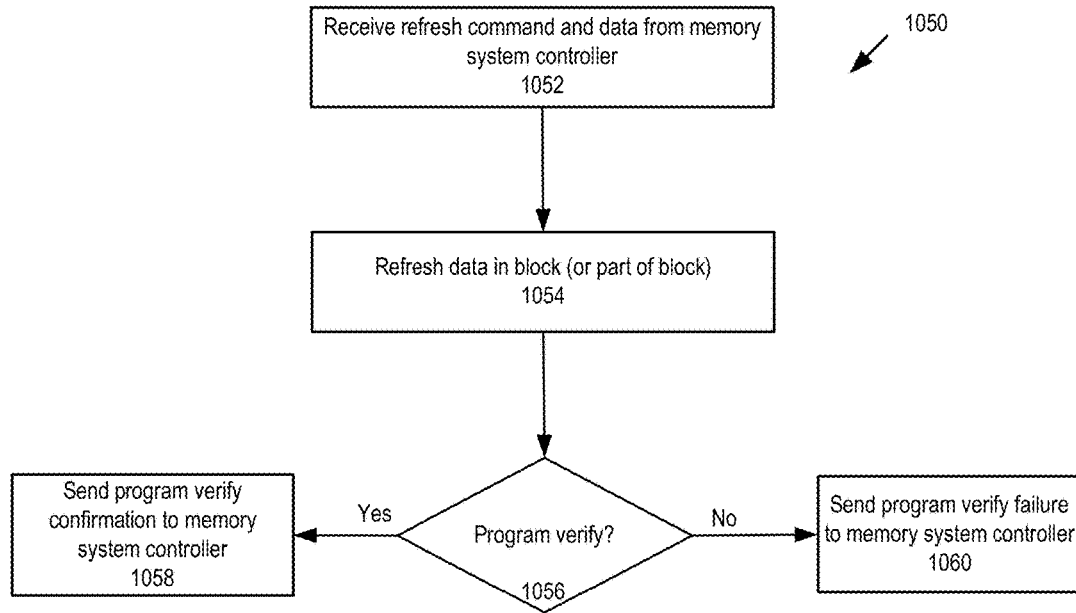 Receive refresh command and data from memory
system controller
1052
1050
Refresh data in block (or part of block)
1054
Send program verify
confirmation to memory
system controller
1058
Yes
Program verify?
1056
No
Send program verify failure
to memory system controller
1060